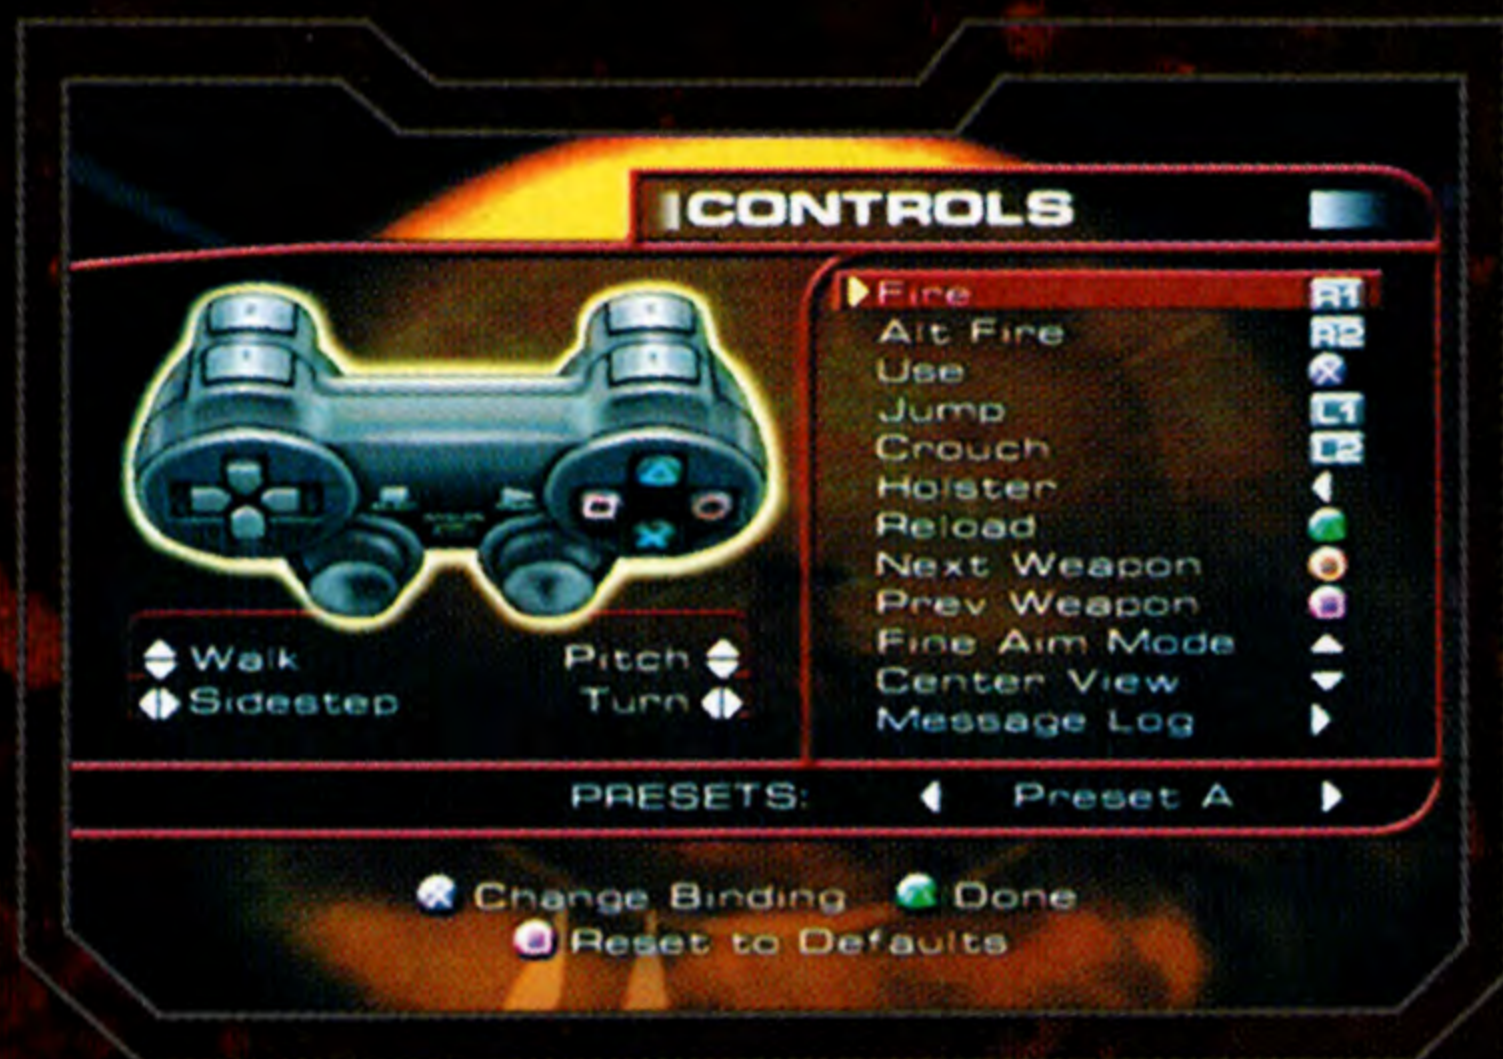 CONTROLS
Fire R1
Alt Fire R2
Use
Jump L1
Crouch L2
Holster
Reload
Next Weapon
Prev Weapon
Fine Aim Mode
Center View
Message Log
Walk Pitch
Sidestep Turn
PRESETS: Preset A
Change Binding Done
Reset to Defaults